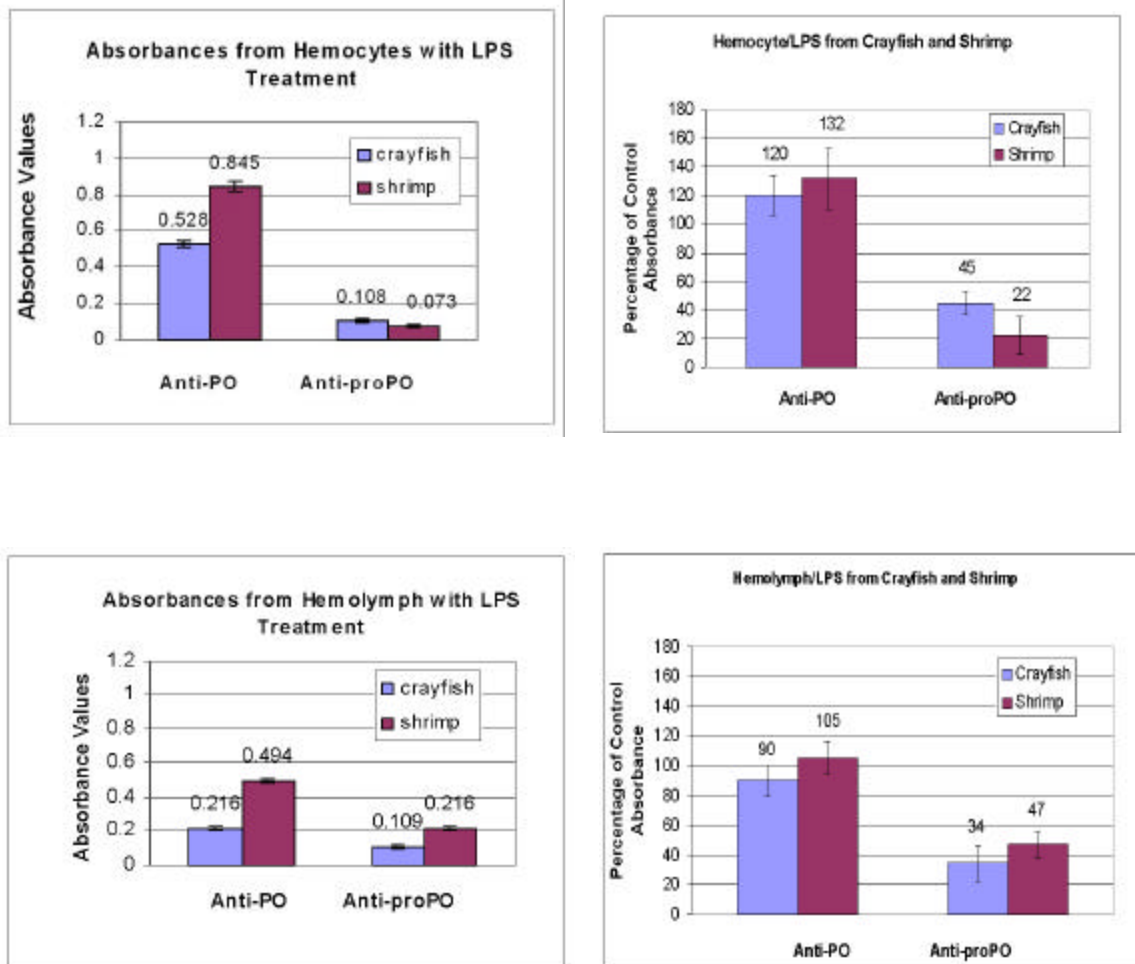 Absorbances from Hemocytes with LPS
Treatment
Absorbance Values
1.2
1
0.8
0.6
0.4
0.2
0
0.528
0.845
0.108
0.073
crayfish
shrimp
Anti-PO
Anti-proPO
Hemocyte/LPS from Crayfish and Shrimp
Percentage of Control
Absorbance
180
160
140
120
100
80
60
40
20
0
120
132
45
22
Crayfish
Shrimp
Anti-PO
Anti-proPO
Absorbances from Hemolymph with LPS
Treatment
Absorbance Values
1.2
1
0.8
0.6
0.4
0.2
0
0.216
0.494
0.109
0.216
crayfish
shrimp
Anti-PO
Anti-proPO
Hemolymph/LPS from Crayfish and Shrimp
Percentage of Control
Absorbance
180
160
140
120
100
80
60
40
20
0
90
105
34
47
Crayfish
Shrimp
Anti-PO
Anti-proPO